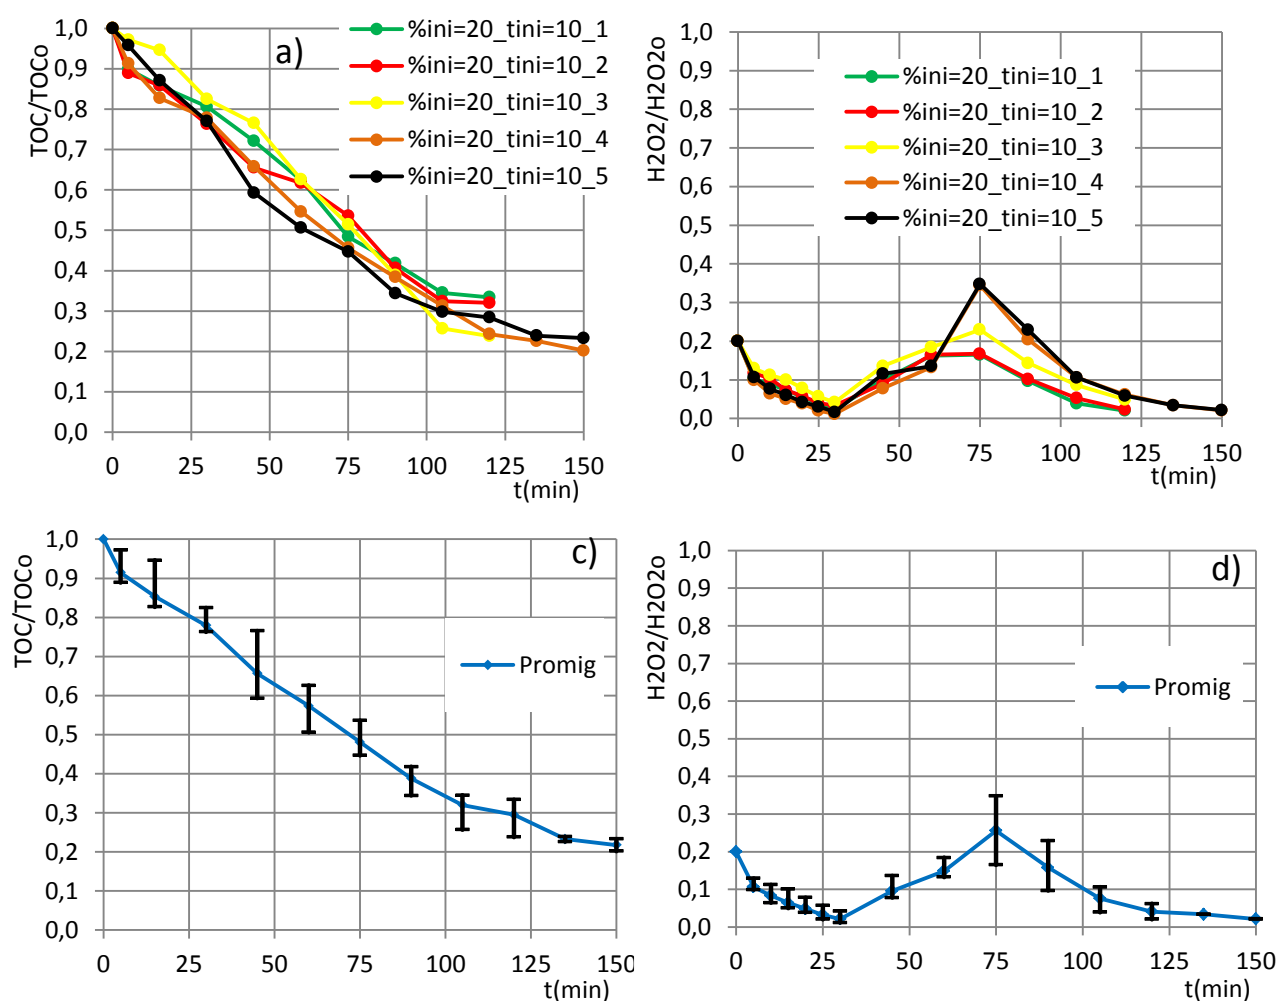 TOC/TOCo
1,0
0,9
0,8
0,7
0,6
0,5
0,4
0,3
0,2
0,1
0,0
0 25 50 75 100 125 150
t(min)
a)
%ini=20_tini=10_1
%ini=20_tini=10_2
%ini=20_tini=10_3
%ini=20_tini=10_4
%ini=20_tini=10_5
H2O2/H2O2o
1,0
0,9
0,8
0,7
0,6
0,5
0,4
0,3
0,2
0,1
0,0
0 25 50 75 100 125 150
t(min)
%ini=20_tini=10_1
%ini=20_tini=10_2
%ini=20_tini=10_3
%ini=20_tini=10_4
%ini=20_tini=10_5
TOC/TOCo
1,0
0,9
0,8
0,7
0,6
0,5
0,4
0,3
0,2
0,1
0,0
0 25 50 75 100 125 150
t(min)
c)
Promig
H2O2/H2O2o
1,0
0,9
0,8
0,7
0,6
0,5
0,4
0,3
0,2
0,1
0,0
0 25 50 75 100 125 150
t(min)
d)
Promig